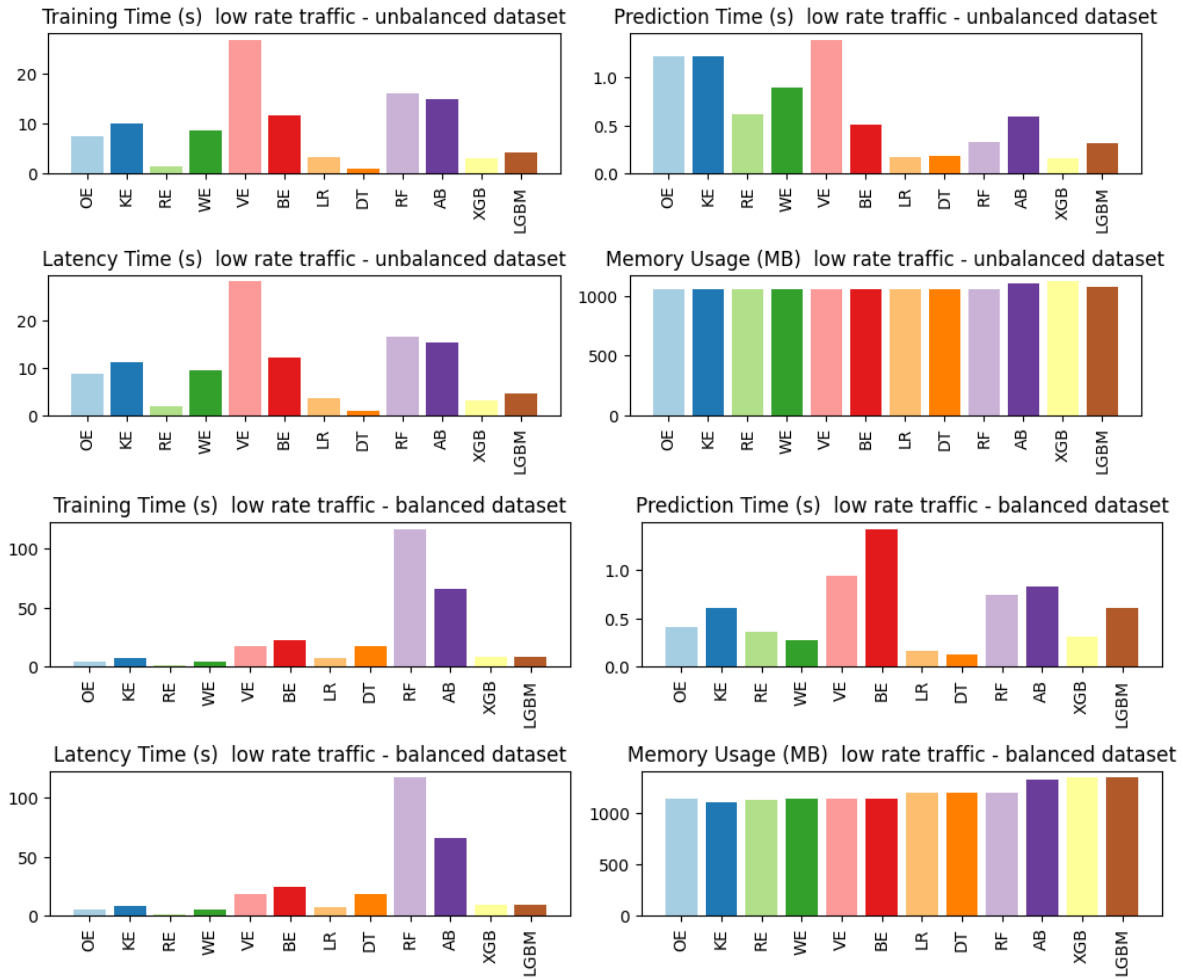 Training Time (s)  low rate traffic - unbalanced dataset
20
10
0
OE KE RE WE VE BE LR DT RF AB XGB LGBM
Prediction Time (s)  low rate traffic - unbalanced dataset
1.0
0.5
0.0
OE KE RE WE VE BE LR DT RF AB XGB LGBM
Latency Time (s)  low rate traffic - unbalanced dataset
20
10
0
OE KE RE WE VE BE LR DT RF AB XGB LGBM
Memory Usage (MB)  low rate traffic - unbalanced dataset
1000
500
0
OE KE RE WE VE BE LR DT RF AB XGB LGBM
Training Time (s)  low rate traffic - balanced dataset
100
50
0
OE KE RE WE VE BE LR DT RF AB XGB LGBM
Prediction Time (s)  low rate traffic - balanced dataset
1.0
0.5
0.0
OE KE RE WE VE BE LR DT RF AB XGB LGBM
Latency Time (s)  low rate traffic - balanced dataset
100
50
0
OE KE RE WE VE BE LR DT RF AB XGB LGBM
Memory Usage (MB)  low rate traffic - balanced dataset
1000
500
0
OE KE RE WE VE BE LR DT RF AB XGB LGBM